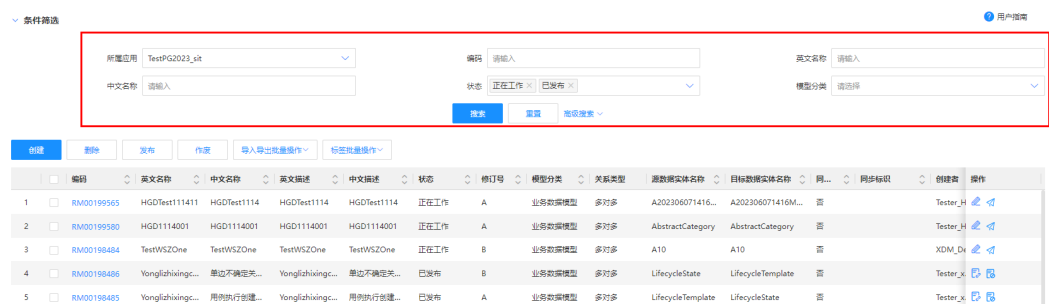 条件筛选
用户指南
所属应用 TestPG2023_sit 编码 请输入 英文名称 请输入
中文名称 请输入 状态 正在工作 × 已发布 × 模型分类 请选择
搜索 重置 高级搜索
创建 删除 发布 作废 导入导出批量操作 标签批量操作
编码 英文名称 中文名称 英文描述 中文描述 状态 修订号 模型分类 关系类型 源数据实体名称 目标数据实体名称 同... 同步标识 创建者 操作
1 RM00199565 HGDTest111411 HGDTest1114 HGDTest1114 HGDTest1114 正在工作 A 业务数据模型 多对多 A202306071416... A202306071416M... 否 Tester_H
2 RM00199580 HGD1114001 HGD1114001 HGD1114001 HGD1114001 正在工作 A 业务数据模型 多对多 AbstractCategory AbstractCategory 否 Tester_H
3 RM00198484 TestWSZOne TestWSZOne TestWSZOne TestWSZOne 正在工作 B 业务数据模型 多对多 A10 A10 否 XDM_De
4 RM00198486 Yonglizhixingc... 单边不确定关... Yonglizhixingc... 单边不确定关... 已发布 B 业务数据模型 多对多 LifecycleState LifecycleTemplate 否 Tester_x
5 RM00198485 Yonglizhixingc... 用例执行创建... Yonglizhixingc... 用例执行创建... 已发布 A 业务数据模型 多对多 LifecycleTemplate LifecycleState 否 Tester_x